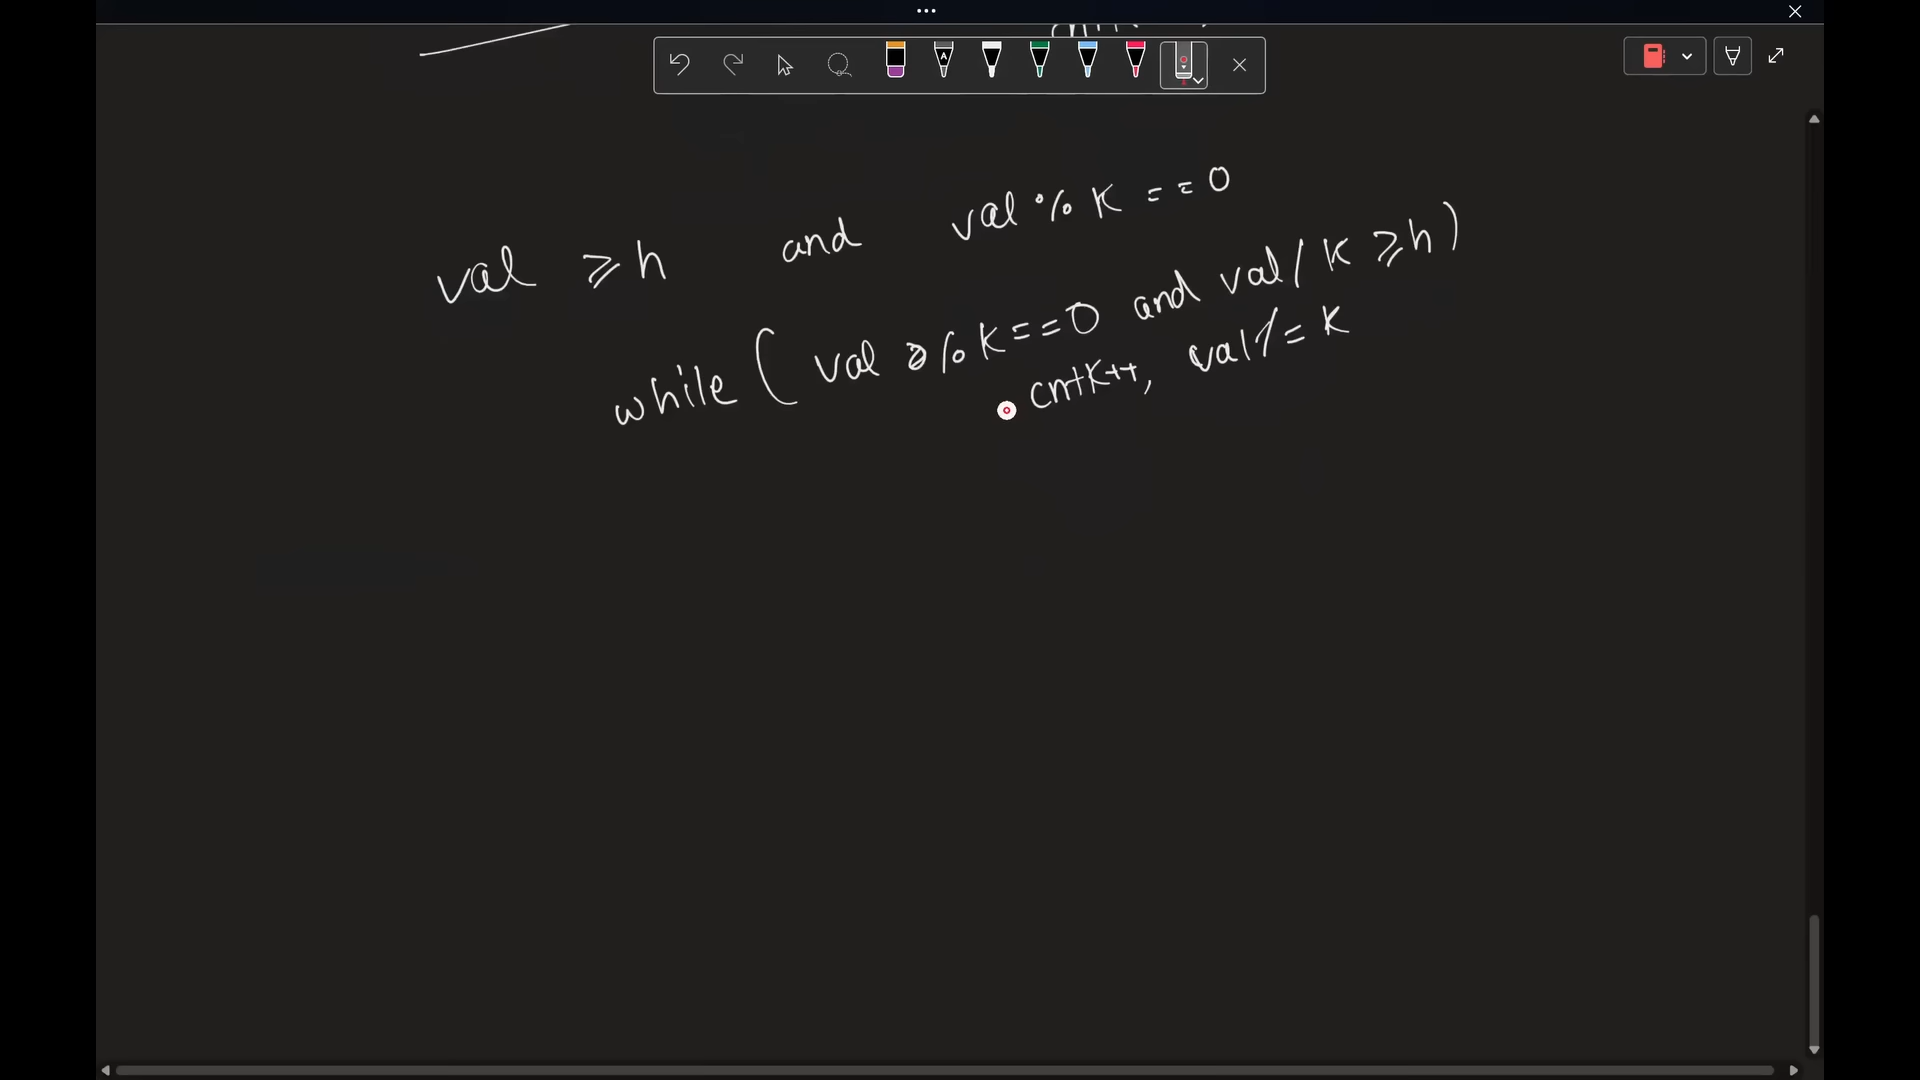 val ≥ h and val % K == 0
while ( val % K == 0 and val / K ≥ h )
cntK++, val /= K